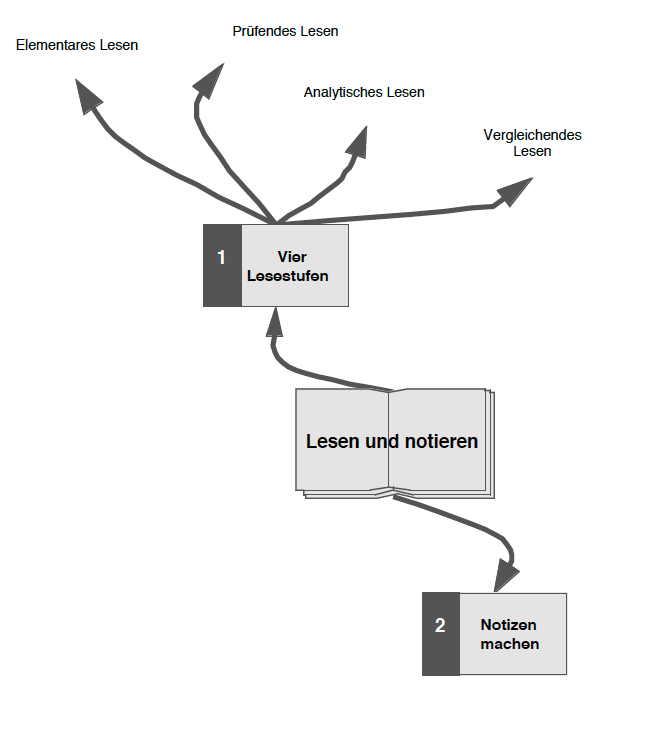 Elementares Lesen
Prüfendes Lesen
Analytisches Lesen
Vergleichendes
Lesen
1
Vier
Lesestufen
Lesen und notieren
2
Notizen
machen